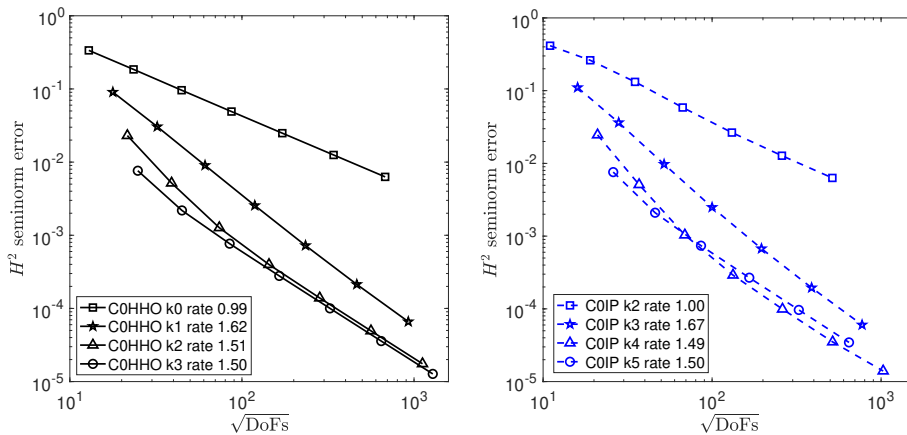 10^0
10^-1
10^-2
10^-3
10^-4
10^-5
H^2 seminorm error
C0HHO k0 rate 0.99
C0HHO k1 rate 1.62
C0HHO k2 rate 1.51
C0HHO k3 rate 1.50
10^1
10^2
10^3
√DoFs
10^0
10^-1
10^-2
10^-3
10^-4
10^-5
H^2 seminorm error
C0IP k2 rate 1.00
C0IP k3 rate 1.67
C0IP k4 rate 1.49
C0IP k5 rate 1.50
10^1
10^2
10^3
√DoFs